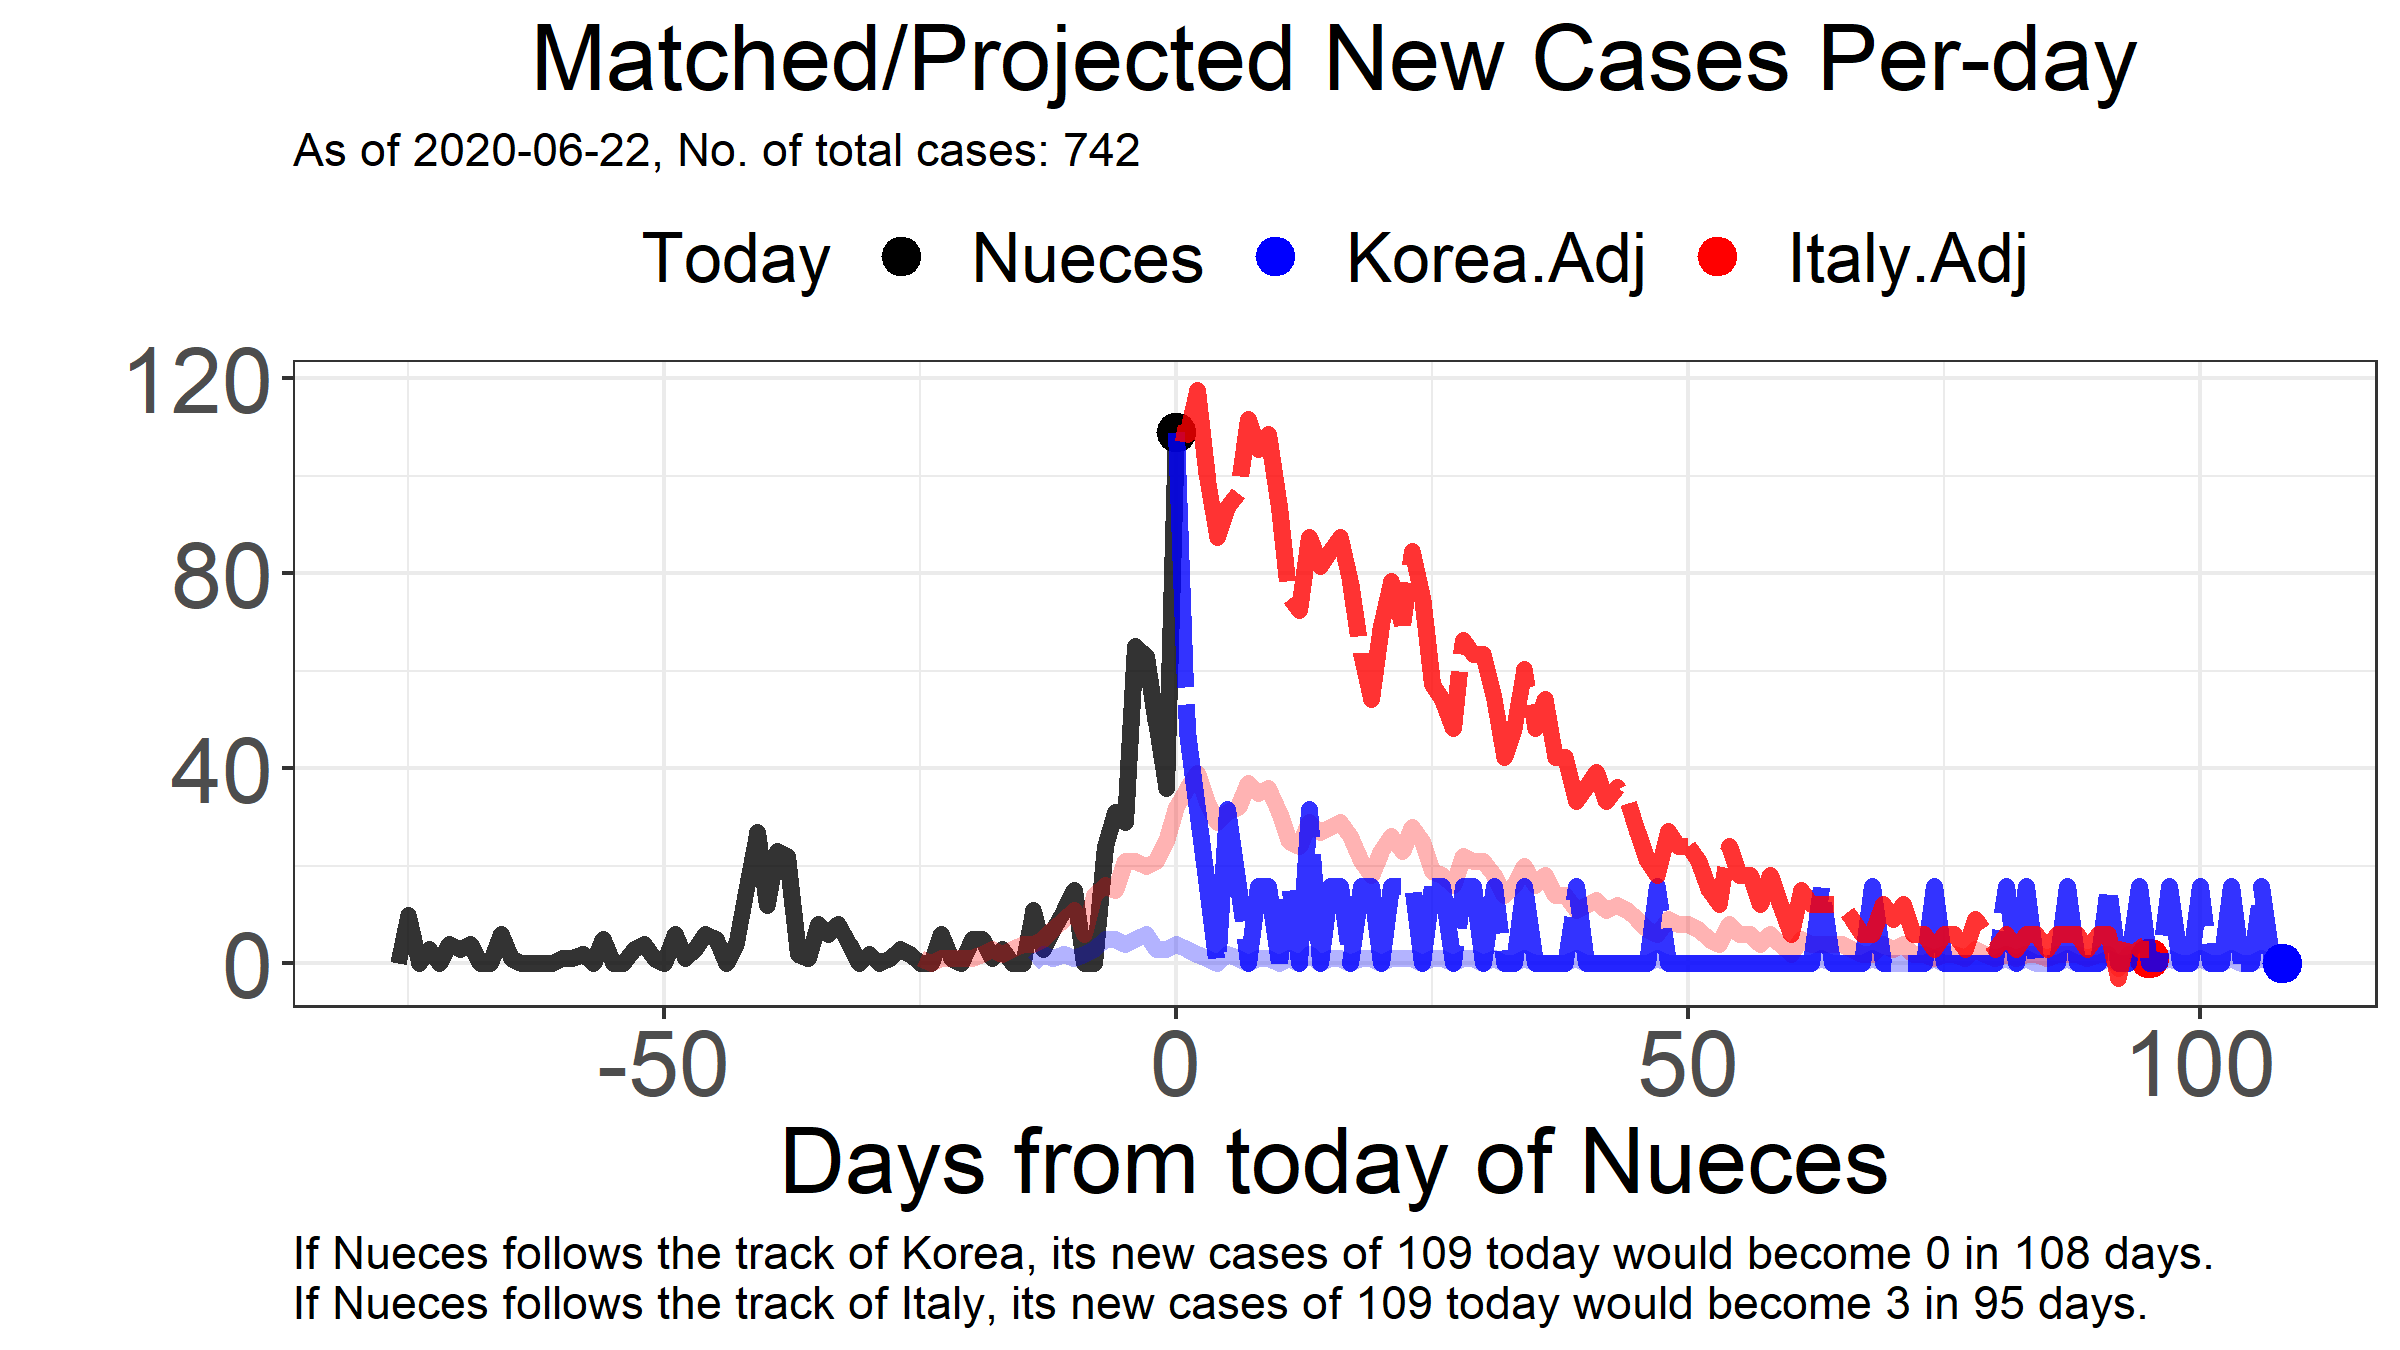 Matched/Projected New Cases Per-day
As of 2020-06-22, No. of total cases: 742
Today Nueces Korea.Adj Italy.Adj
120
80
40
0
-50 0 50 100
Days from today of Nueces
If Nueces follows the track of Korea, its new cases of 109 today would become 0 in 108 days.
If Nueces follows the track of Italy, its new cases of 109 today would become 3 in 95 days.